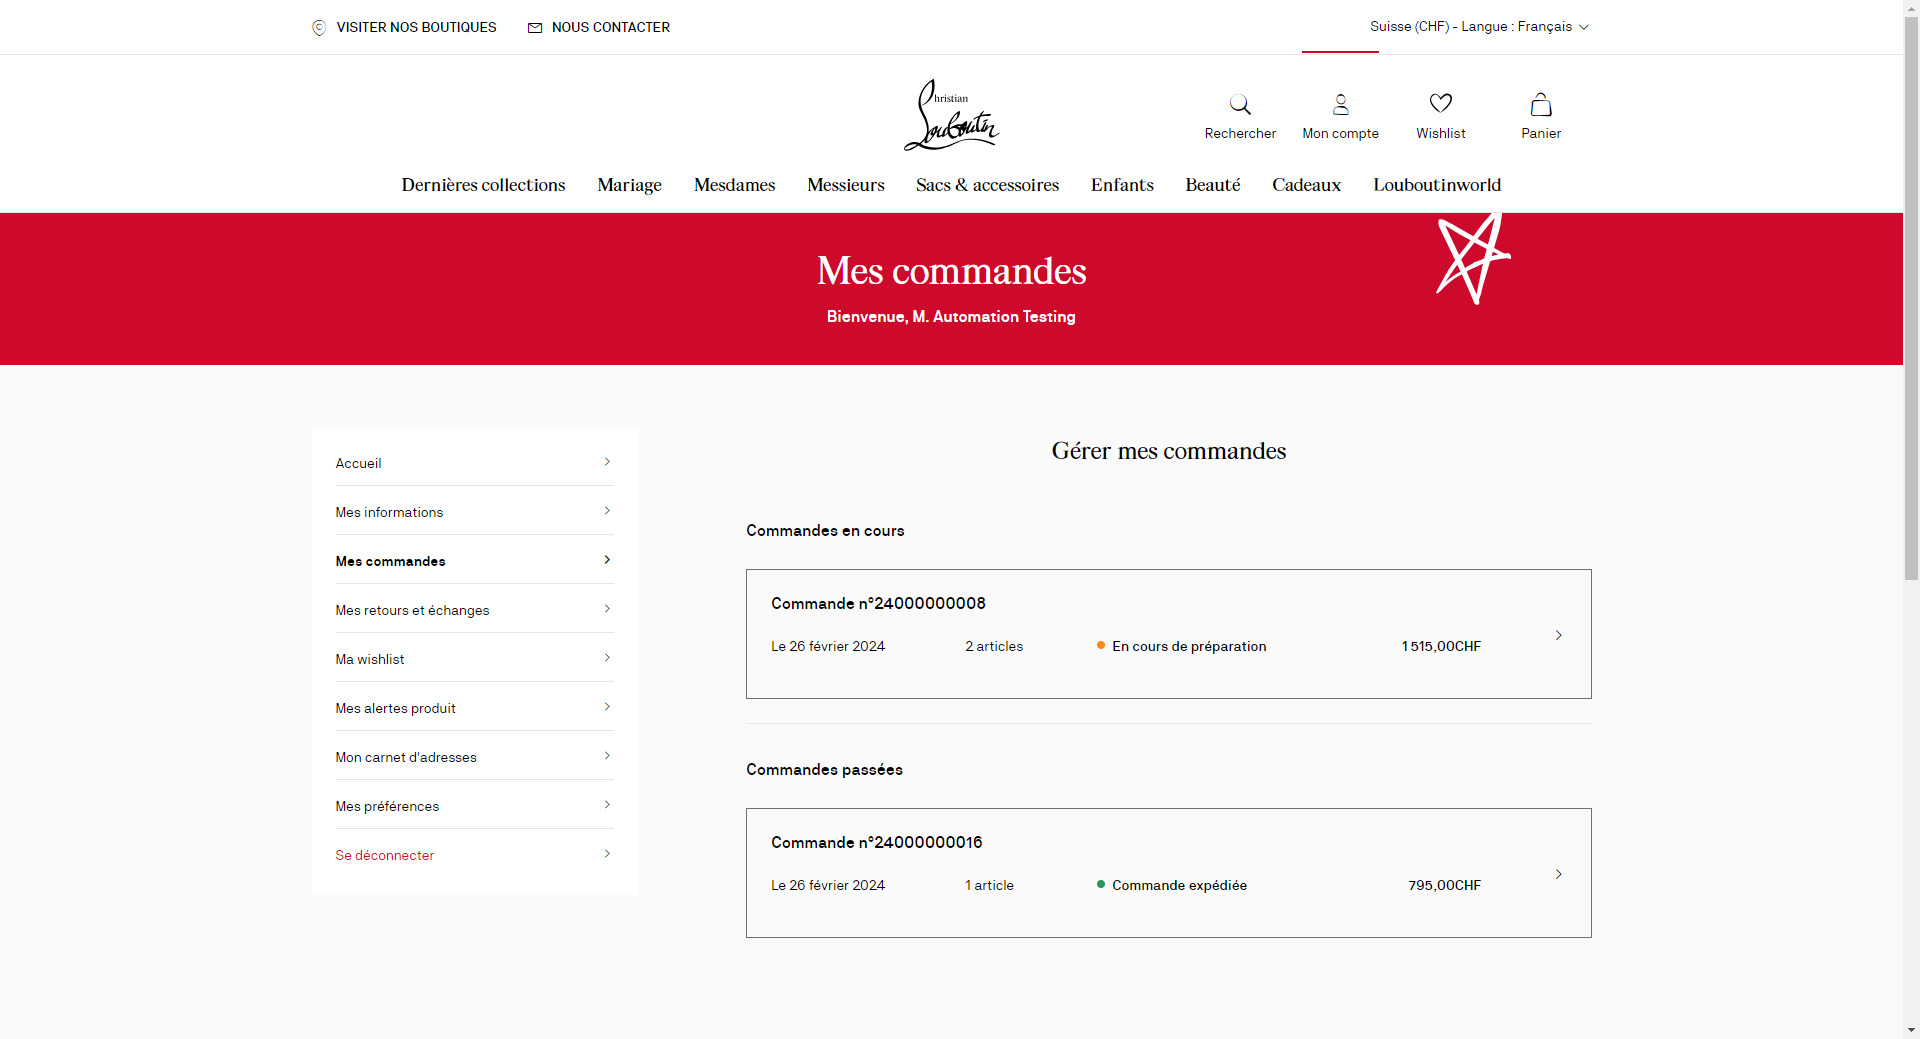 VISITER NOS BOUTIQUES
NOUS CONTACTER
Suisse (CHF) - Langue : Français
Christian
Louboutin
Rechercher
Mon compte
Wishlist
Panier
Dernières collections
Mariage
Mesdames
Messieurs
Sacs & accessoires
Enfants
Beauté
Cadeaux
Louboutinworld
Mes commandes
Bienvenue, M. Automation Testing
Accueil
Mes informations
Mes commandes
Mes retours et échanges
Ma wishlist
Mes alertes produit
Mon carnet d'adresses
Mes préférences
Se déconnecter
Gérer mes commandes
Commandes en cours
Commande n°24000000008
Le 26 février 2024
2 articles
En cours de préparation
1 515,00CHF
Commandes passées
Commande n°24000000016
Le 26 février 2024
1 article
Commande expédiée
795,00CHF